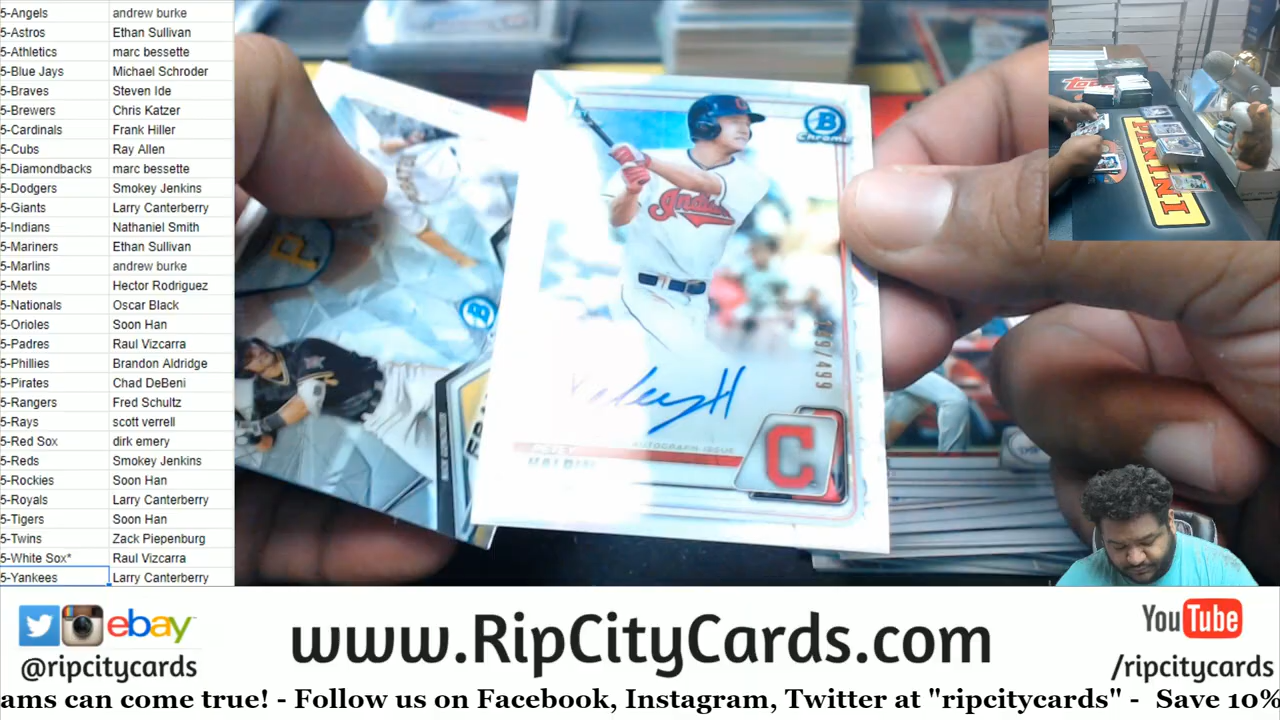 5-Angels andrew burke
5-Astros Ethan Sullivan
5-Athletics marc bessette
5-Blue Jays Michael Schroder
5-Braves Steven Ide
5-Brewers Chris Katzer
5-Cardinals Frank Hiller
5-Cubs Ray Allen
5-Diamondbacks marc bessette
5-Dodgers Smokey Jenkins
5-Giants Larry Canterberry
5-Indians Nathaniel Smith
5-Mariners Ethan Sullivan
5-Marlins andrew burke
5-Mets Hector Rodriguez
5-Nationals Oscar Black
5-Orioles Soon Han
5-Padres Raul Vizcarra
5-Phillies Brandon Aldridge
5-Pirates Chad DeBeni
5-Rangers Fred Schultz
5-Rays scott verrell
5-Red Sox dirk emery
5-Reds Smokey Jenkins
5-Rockies Soon Han
5-Royals Larry Canterberry
5-Tigers Soon Han
5-Twins Zack Piepenburg
5-White Sox* Raul Vizcarra
5-Yankees Larry Canterberry
B
Chrome
C
Indians
/499
AUTOGRAPH ISSUE
C
P
B
PANINI
ebay
@ripcitycards
www.RipCityCards.com
YouTube
/ripcitycards
ams can come true! - Follow us on Facebook, Instagram, Twitter at "ripcitycards" - Save 10%